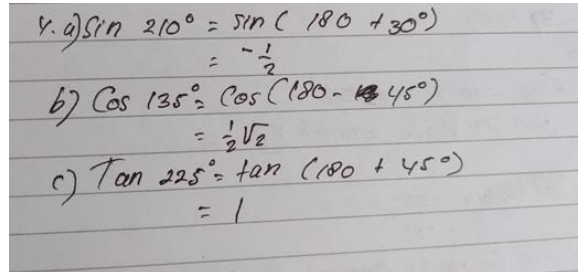 4. a) Sin 210° = sin ( 180 + 30°)
= - 1/2
b) Cos 135° = Cos (180 - 45°)
= 1/2 √2
c) Tan 225° = tan (180 + 45°)
= 1